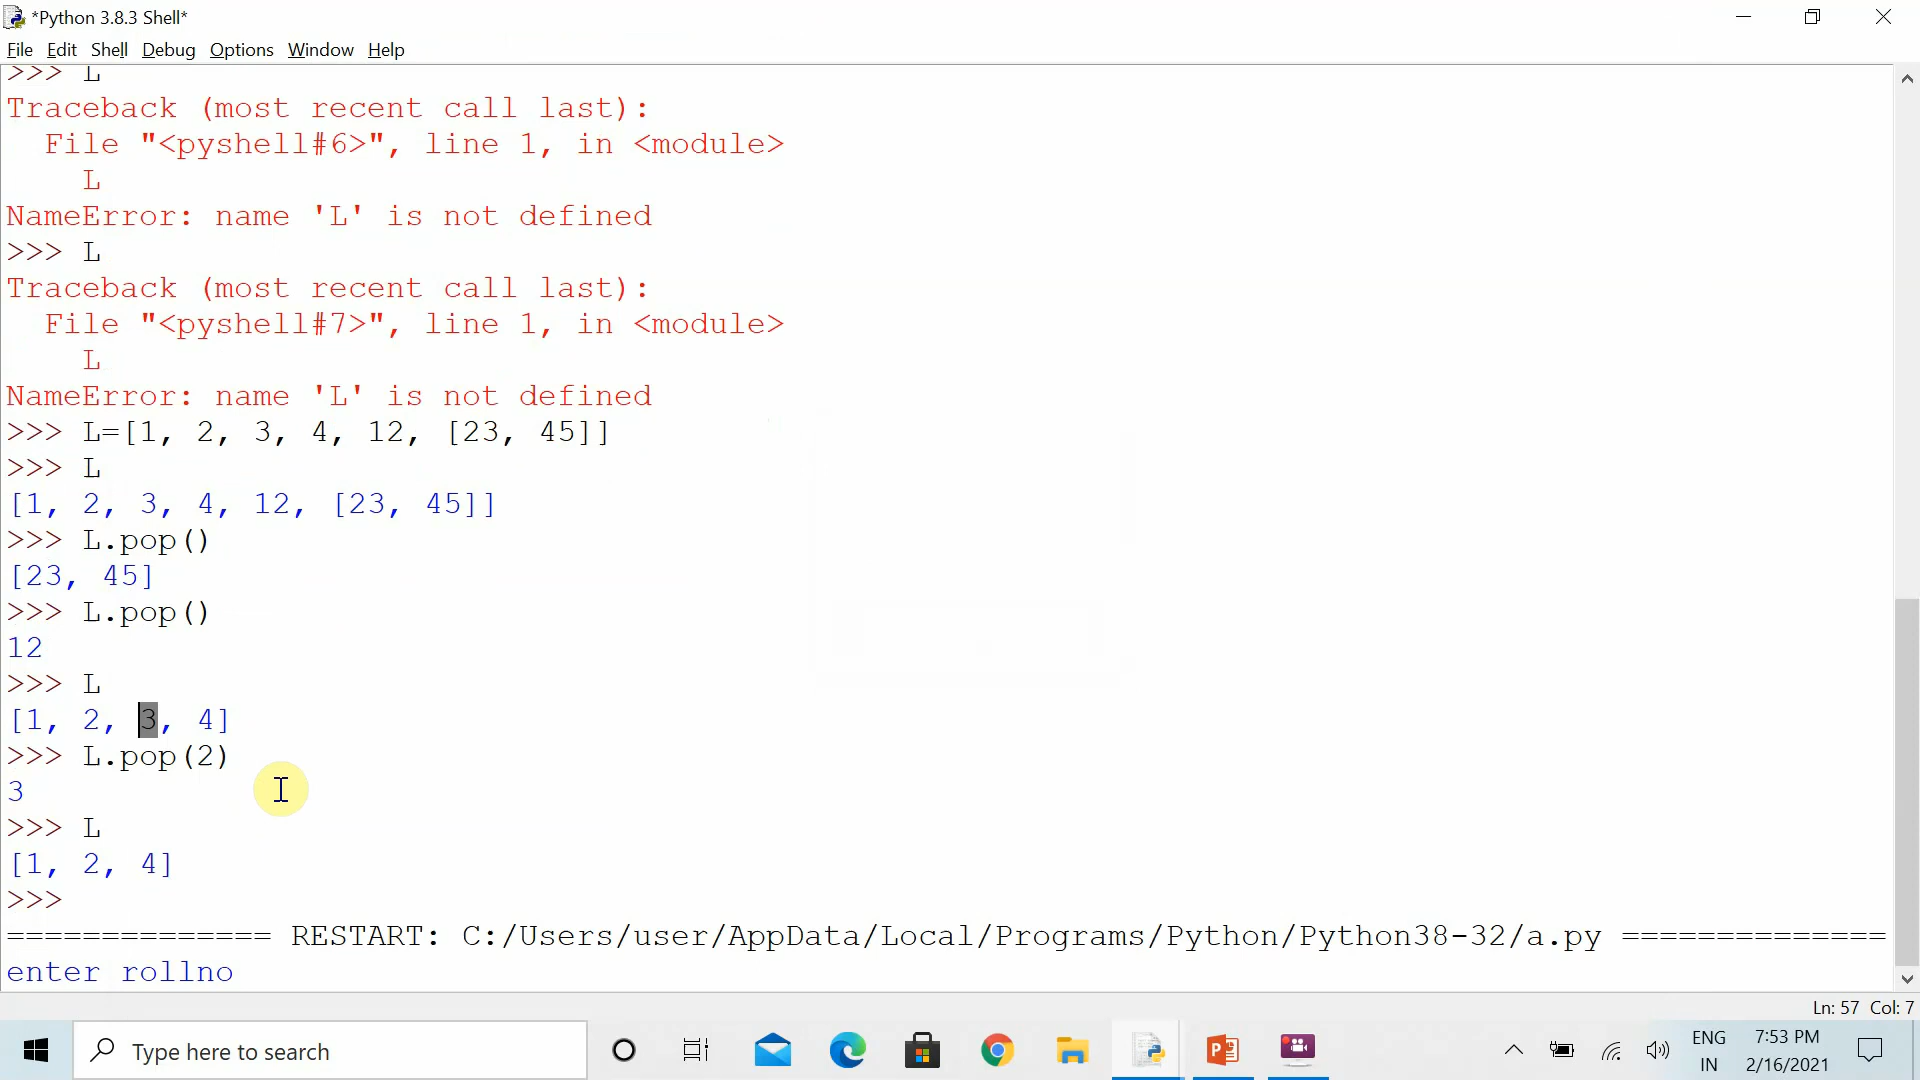 *Python 3.8.3 Shell*
File Edit Shell Debug Options Window Help
>>> L
Traceback (most recent call last):
  File "<pyshell#6>", line 1, in <module>
    L
NameError: name 'L' is not defined
>>> L
Traceback (most recent call last):
  File "<pyshell#7>", line 1, in <module>
    L
NameError: name 'L' is not defined
>>> L=[1, 2, 3, 4, 12, [23, 45]]
>>> L
[1, 2, 3, 4, 12, [23, 45]]
>>> L.pop()
[23, 45]
>>> L.pop()
12
>>> L
[1, 2, 3, 4]
>>> L.pop(2)
3
>>> L
[1, 2, 4]
>>>
============== RESTART: C:/Users/user/AppData/Local/Programs/Python/Python38-32/a.py ==============
enter rollno
Ln: 57 Col: 7
Type here to search
ENG 7:53 PM
IN 2/16/2021